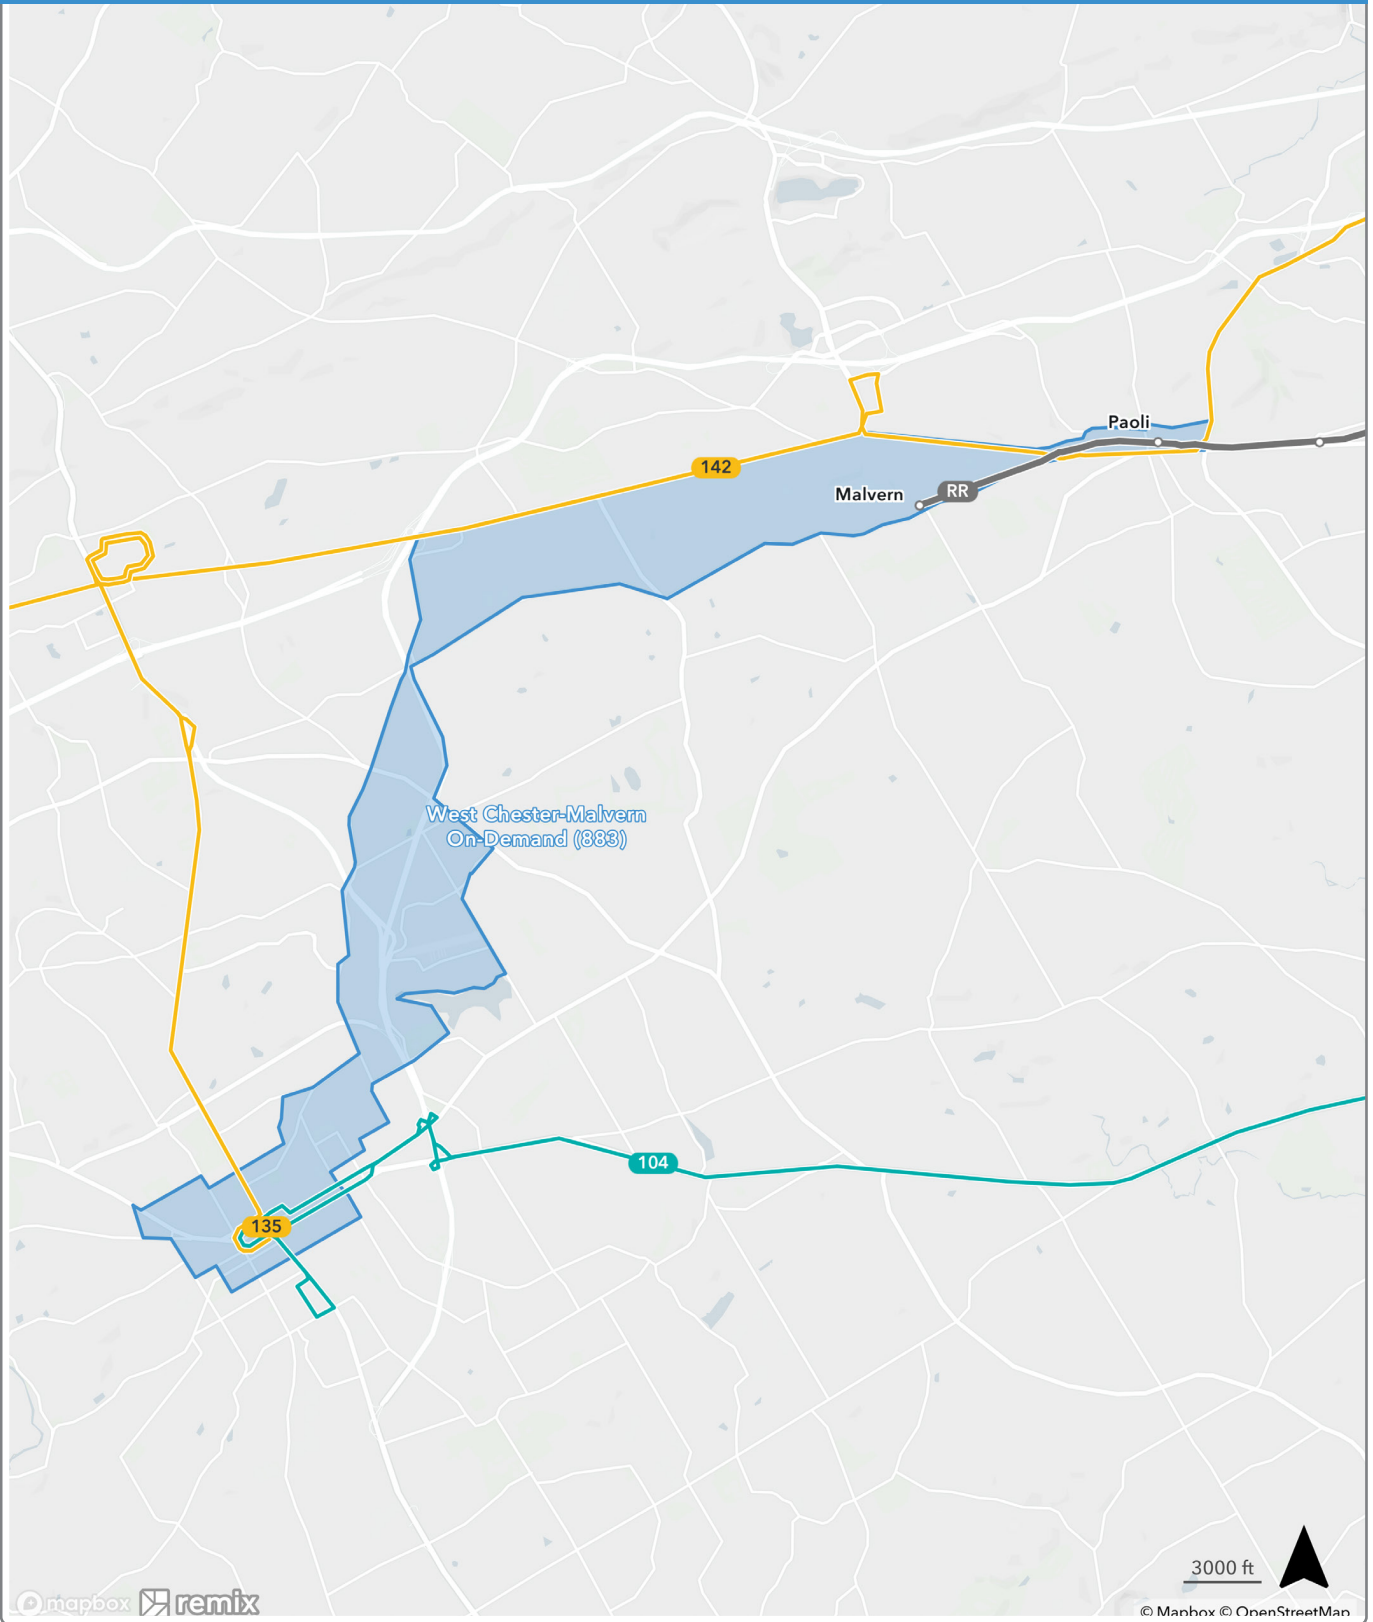 Paoli
142
Malvern
RR
West Chester-Malvern
On-Demand (883)
104
135
3000 ft
mapbox
remix
© Mapbox © OpenStreetMap